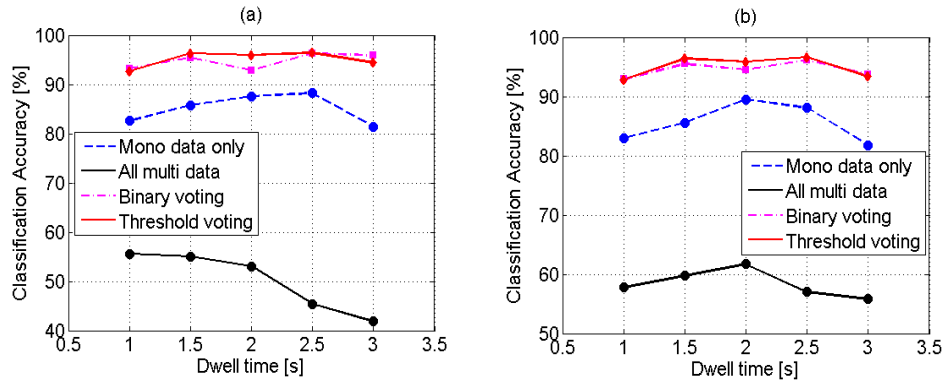 (a)
Classification Accuracy [%]
100
90
80
70
60
50
40
Mono data only
All multi data
Binary voting
Threshold voting
0.5 1 1.5 2 2.5 3 3.5
Dwell time [s]
(b)
Classification Accuracy [%]
100
90
80
70
60
50
Mono data only
All multi data
Binary voting
Threshold voting
0.5 1 1.5 2 2.5 3 3.5
Dwell time [s]